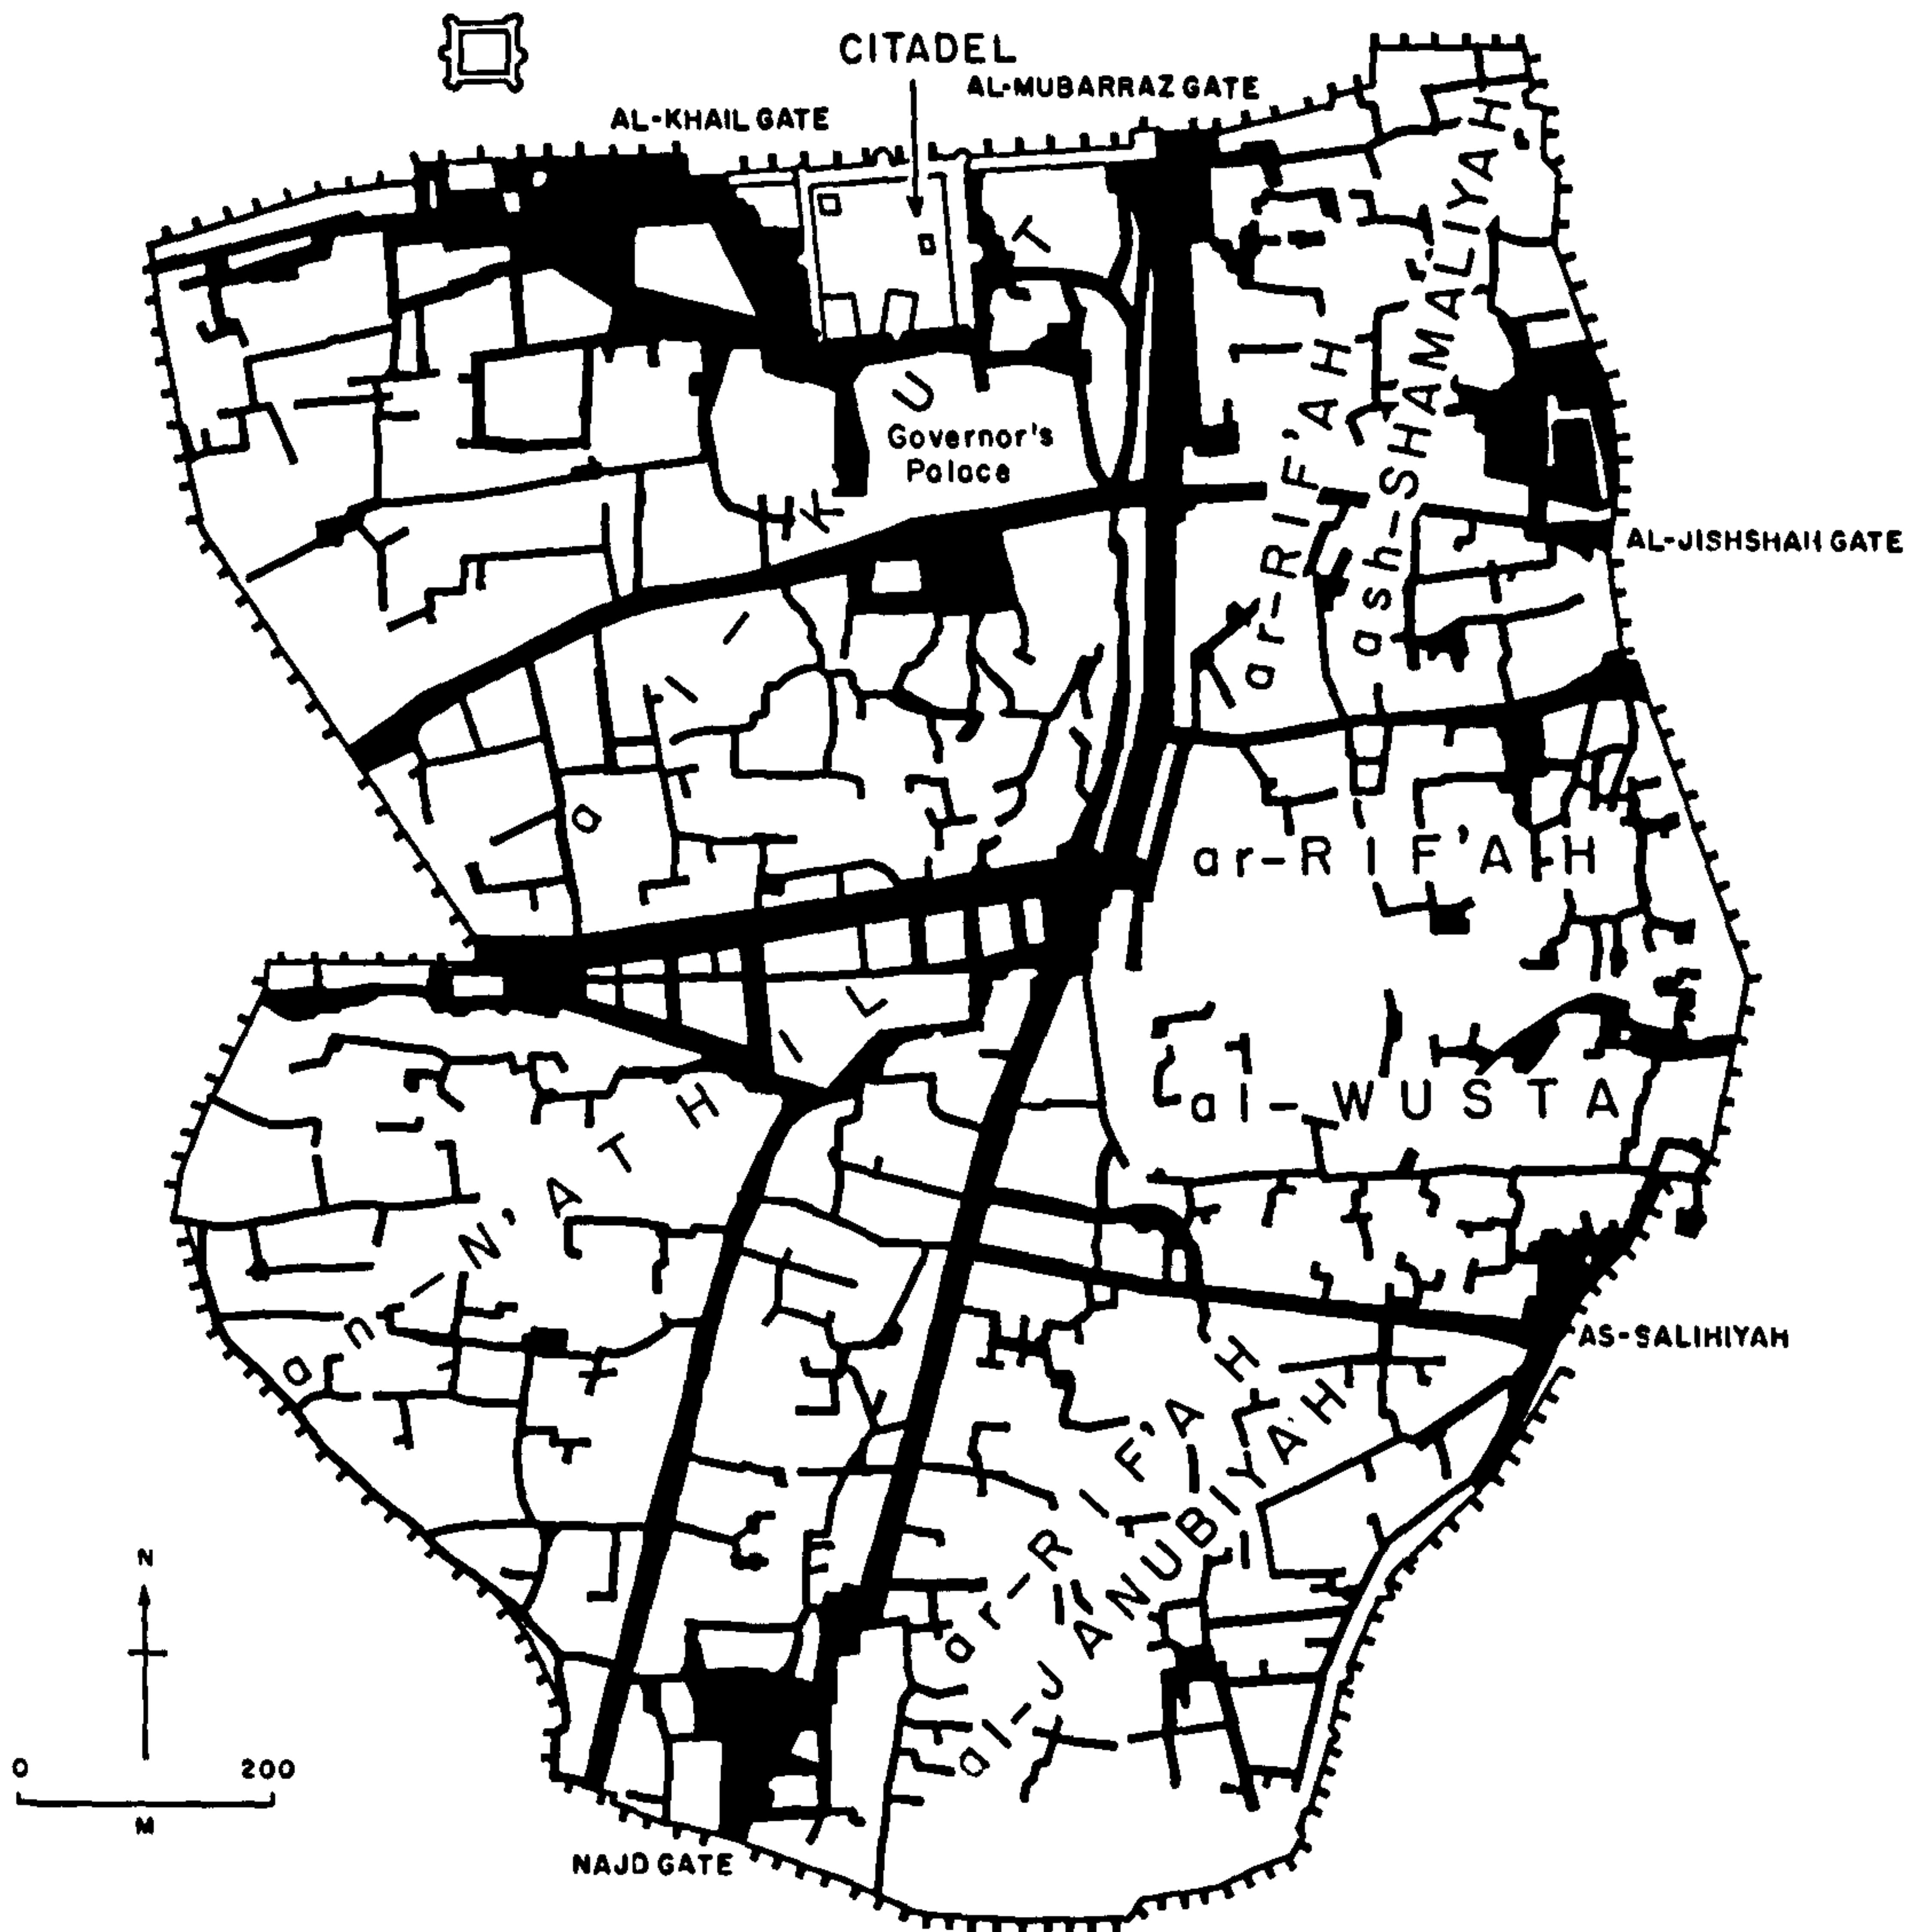 CITADEL
AL-MUBARRAZ GATE
AL-KHAIL GATE
al-KUT
Governor's
Palace
ar-RIF'AH
ash-SHAMALIYAH
AL-JISHSHAH GATE
ar-RIF'AH
al-WUSTA
an-N'ATHIL
AS-SALIHIYAH
ar-RIF'AH
al-JANUBIYAH
N
0 200
M
NAJD GATE